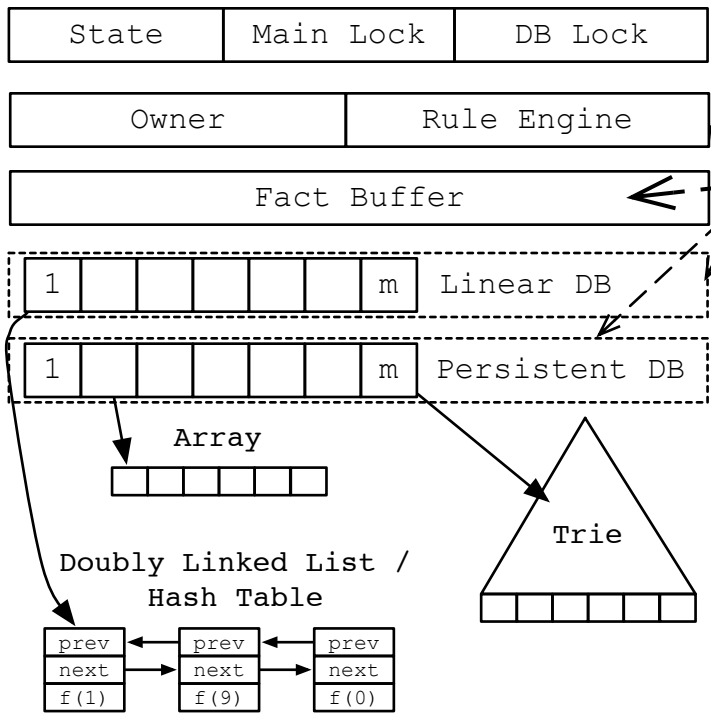 State Main Lock DB Lock
Owner Rule Engine
Fact Buffer
1 m Linear DB
1 m Persistent DB
Array
Trie
Doubly Linked List /
Hash Table
prev prev prev
next next next
f(1) f(9) f(0)